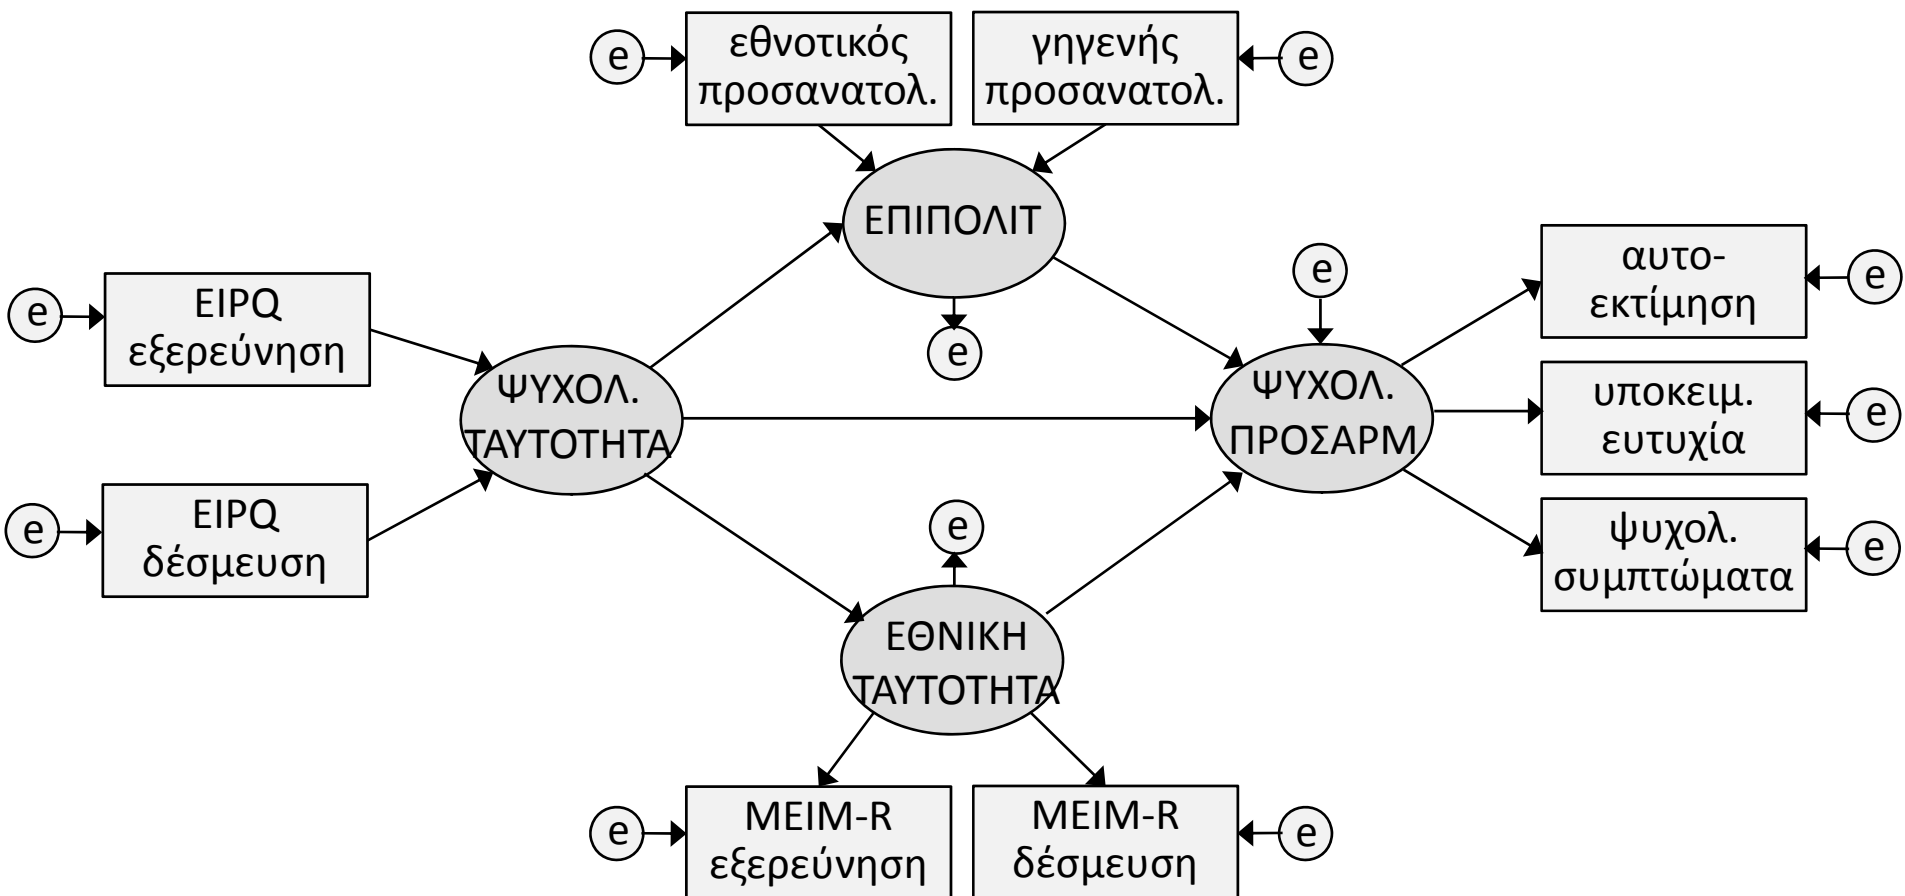 e
εθνοτικός
προσανατολ.
γηγενής
προσανατολ.
e
ΕΠΙΠΟΛΙΤ
e
e
EIPQ
εξερεύνηση
ΨΥΧΟΛ.
ΤΑΥΤΟΤΗΤΑ
e
EIPQ
δέσμευση
e
ΨΥΧΟΛ.
ΠΡΟΣΑΡΜ
αυτο-
εκτίμηση
e
υποκειμ.
ευτυχία
e
ψυχολ.
συμπτώματα
e
e
ΕΘΝΙΚΗ
ΤΑΥΤΟΤΗΤΑ
e
MEIM-R
εξερεύνηση
MEIM-R
δέσμευση
e